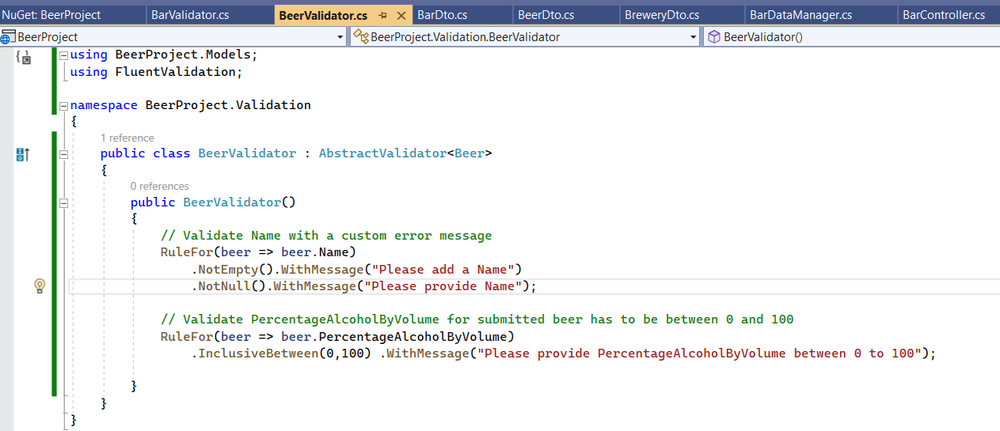 NuGet: BeerProject BarValidator.cs BeerValidator.cs BarDto.cs BeerDto.cs BreweryDto.cs BarDataManager.cs BarController.cs
BeerProject BeerProject.Validation.BeerValidator BeerValidator()
using BeerProject.Models;
using FluentValidation;
namespace BeerProject.Validation
{
1 reference
public class BeerValidator : AbstractValidator<Beer>
{
0 references
public BeerValidator()
{
// Validate Name with a custom error message
RuleFor(beer => beer.Name)
.NotEmpty().WithMessage("Please add a Name")
.NotNull().WithMessage("Please provide Name");
// Validate PercentageAlcoholByVolume for submitted beer has to be between 0 and 100
RuleFor(beer => beer.PercentageAlcoholByVolume)
.InclusiveBetween(0,100) .WithMessage("Please provide PercentageAlcoholByVolume between 0 to 100");
}
}
}